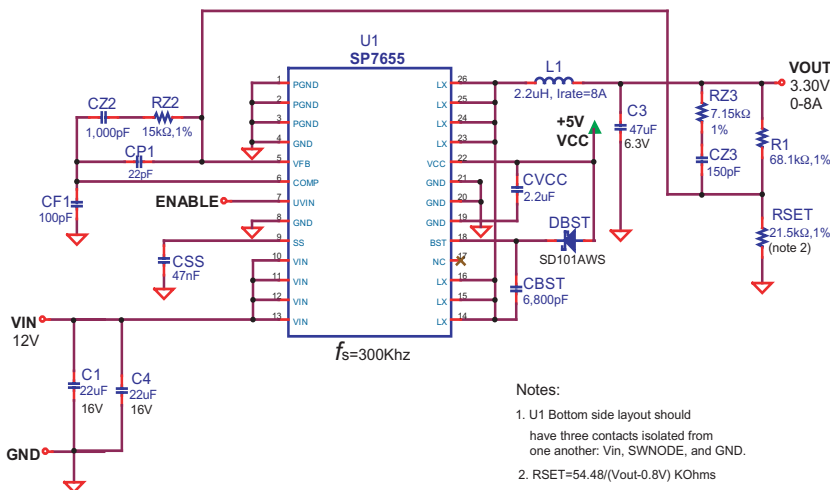 U1
SP7655
1 PGND
2 PGND
3 PGND
4 GND
5 VFB
6 COMP
7 UVIN
8 GND
9 SS
10 VIN
11 VIN
12 VIN
13 VIN
26 LX
25 LX
24 LX
23 LX
22 VCC
21 GND
20 GND
19 GND
18 BST
17 NC
16 LX
15 LX
14 LX
fs=300Khz
CZ2
1,000pF
RZ2
15kΩ,1%
CP1
22pF
CF1
100pF
ENABLE
CSS
47nF
VIN
12V
C1
22uF
16V
C4
22uF
16V
GND
L1
2.2uH, Irate=8A
+5V
VCC
C3
47uF
6.3V
CVCC
2.2uF
DBST
SD101AWS
CBST
6,800pF
RZ3
7.15kΩ
1%
CZ3
150pF
VOUT
3.30V
0-8A
R1
68.1kΩ,1%
RSET
21.5kΩ,1%
(note 2)
Notes:
1. U1 Bottom side layout should
have three contacts isolated from
one another: Vin, SWNODE, and GND.
2. RSET=54.48/(Vout-0.8V) KOhms